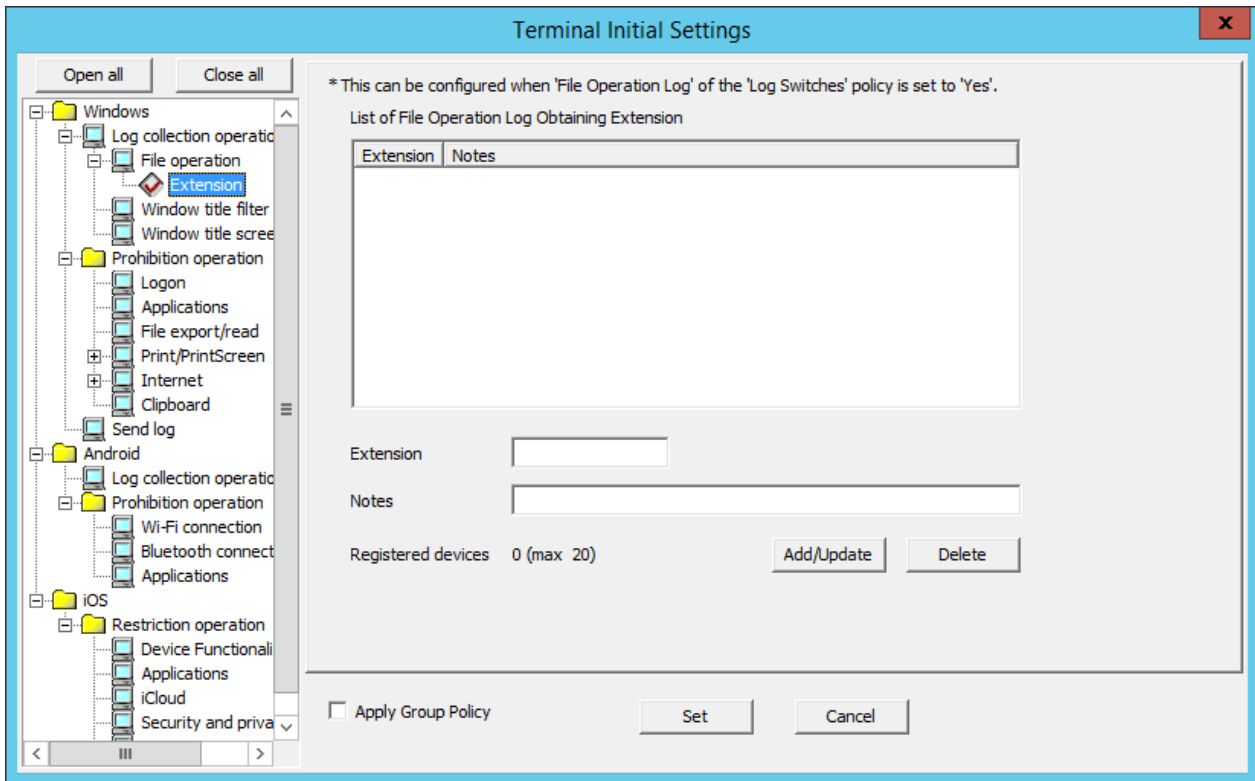 Terminal Initial Settings
x
Open all
Close all
Windows
Log collection operatio
File operation
Extension
Window title filter
Window title scree
Prohibition operation
Logon
Applications
File export/read
Print/PrintScreen
Internet
Clipboard
Send log
Android
Log collection operatio
Prohibition operation
Wi-Fi connection
Bluetooth connect
Applications
iOS
Restriction operation
Device Functionali
Applications
iCloud
Security and priva
* This can be configured when 'File Operation Log' of the 'Log Switches' policy is set to 'Yes'.
List of File Operation Log Obtaining Extension
Extension Notes
Extension
Notes
Registered devices 0 (max 20)
Add/Update
Delete
Apply Group Policy
Set
Cancel